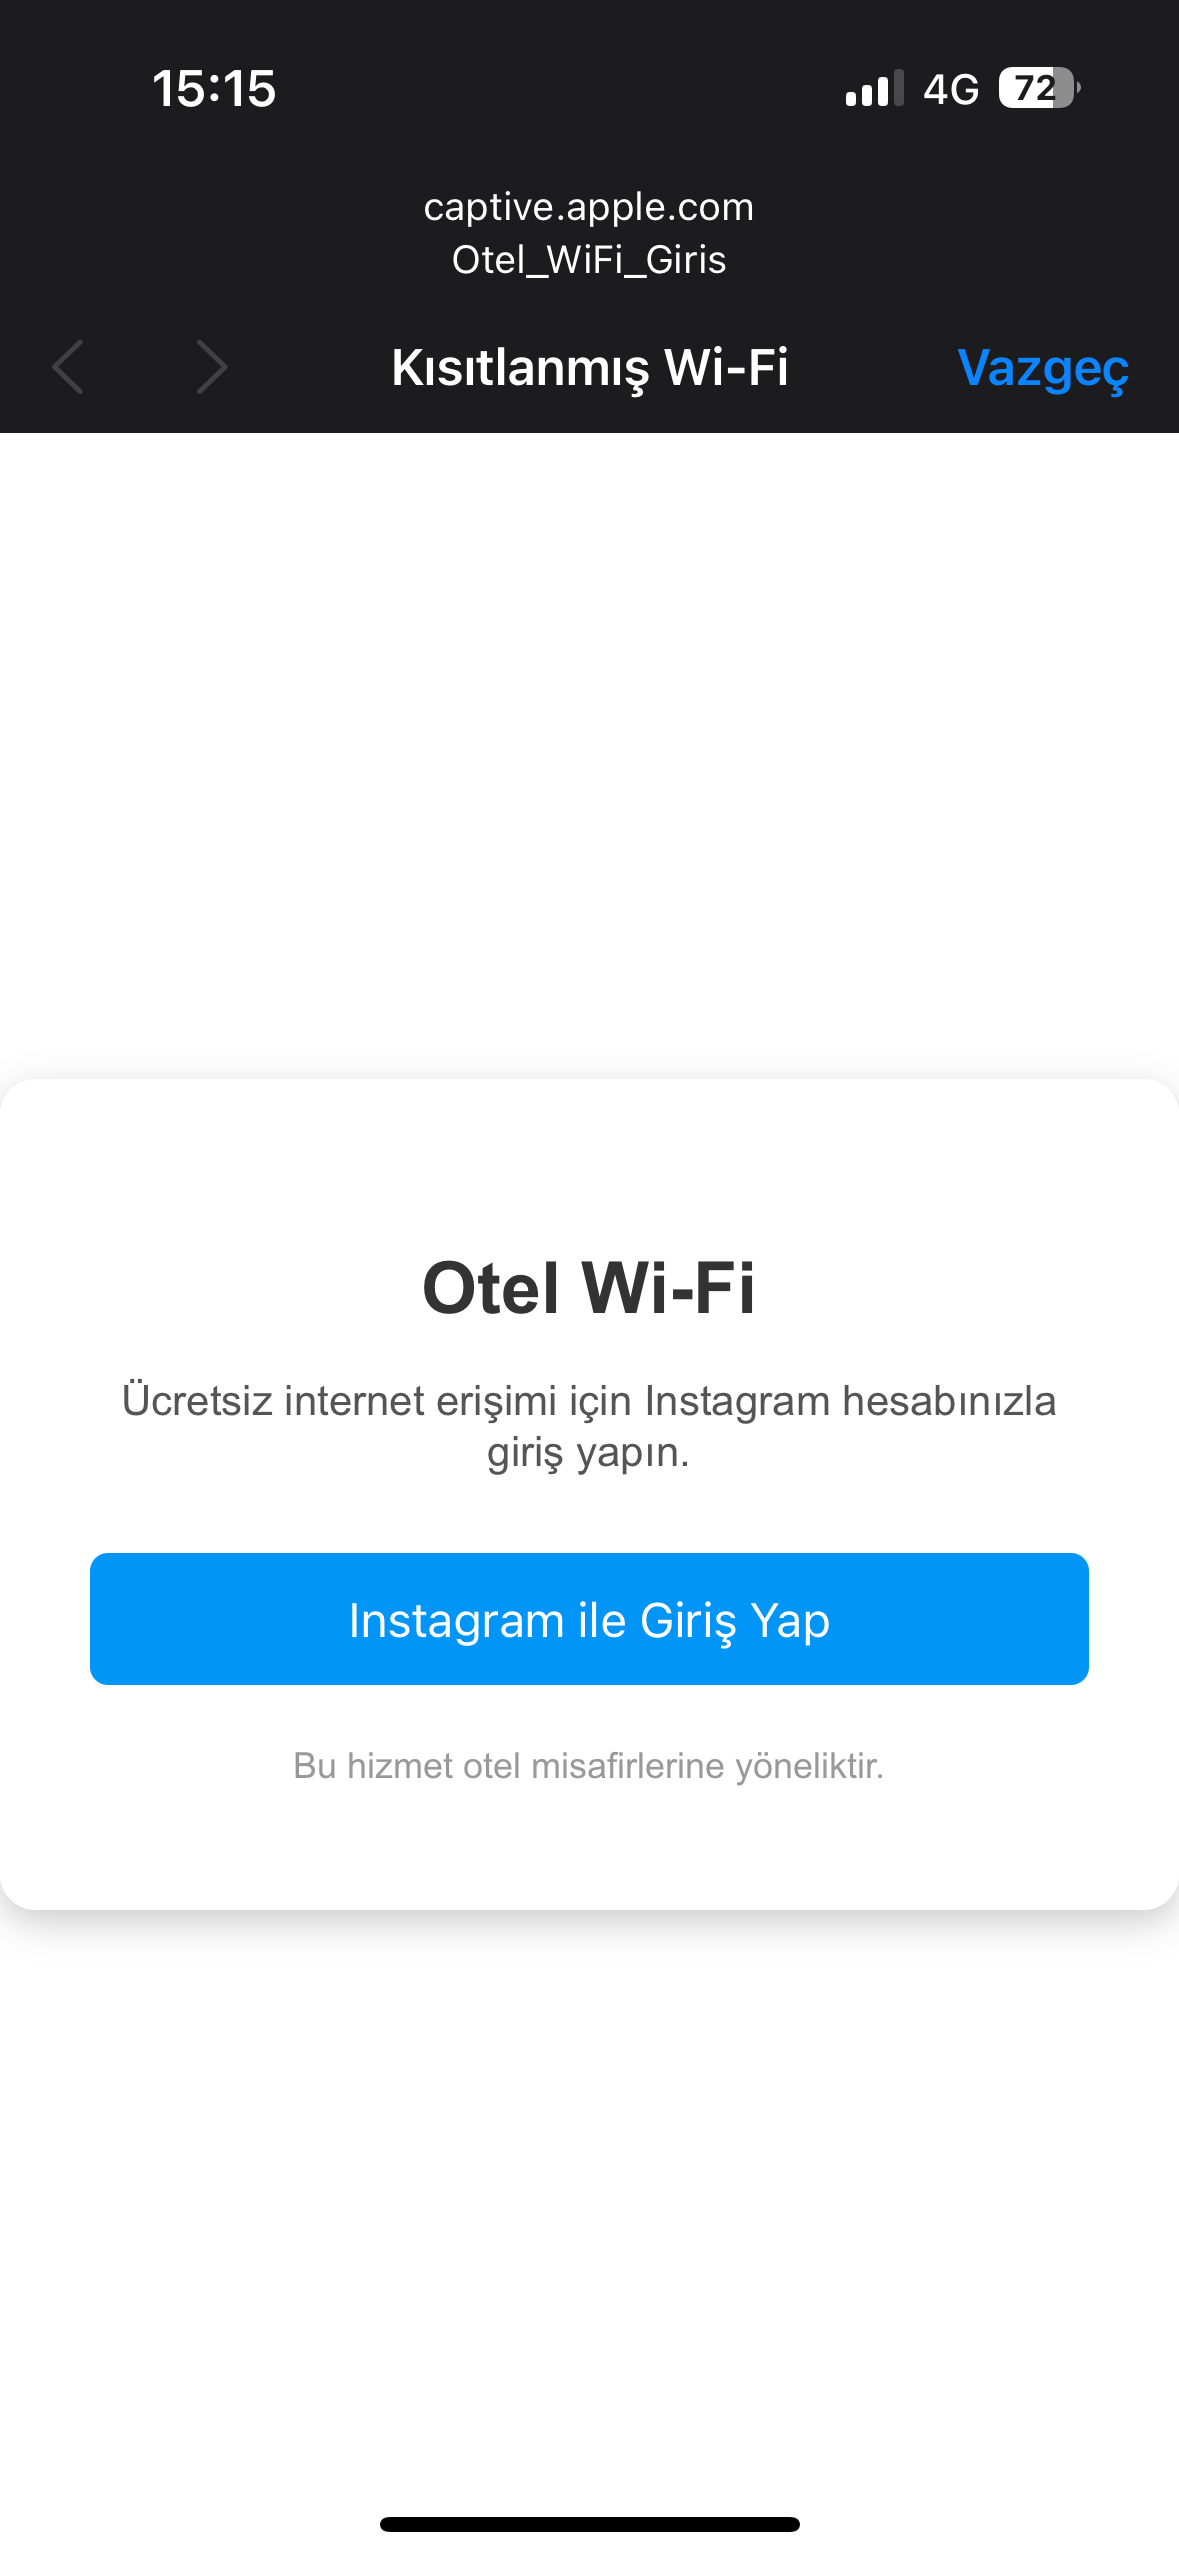 15:15
4G
72
captive.apple.com
Otel_WiFi_Giris
Kısıtlanmış Wi-Fi
Vazgeç
Otel Wi-Fi
Ücretsiz internet erişimi için Instagram hesabınızla
giriş yapın.
Instagram ile Giriş Yap
Bu hizmet otel misafirlerine yöneliktir.